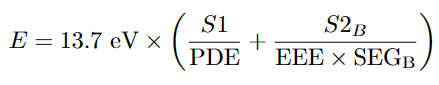 E = 13.7 eV × ( S1 / PDE + S2_B / EEE × SEG_B )